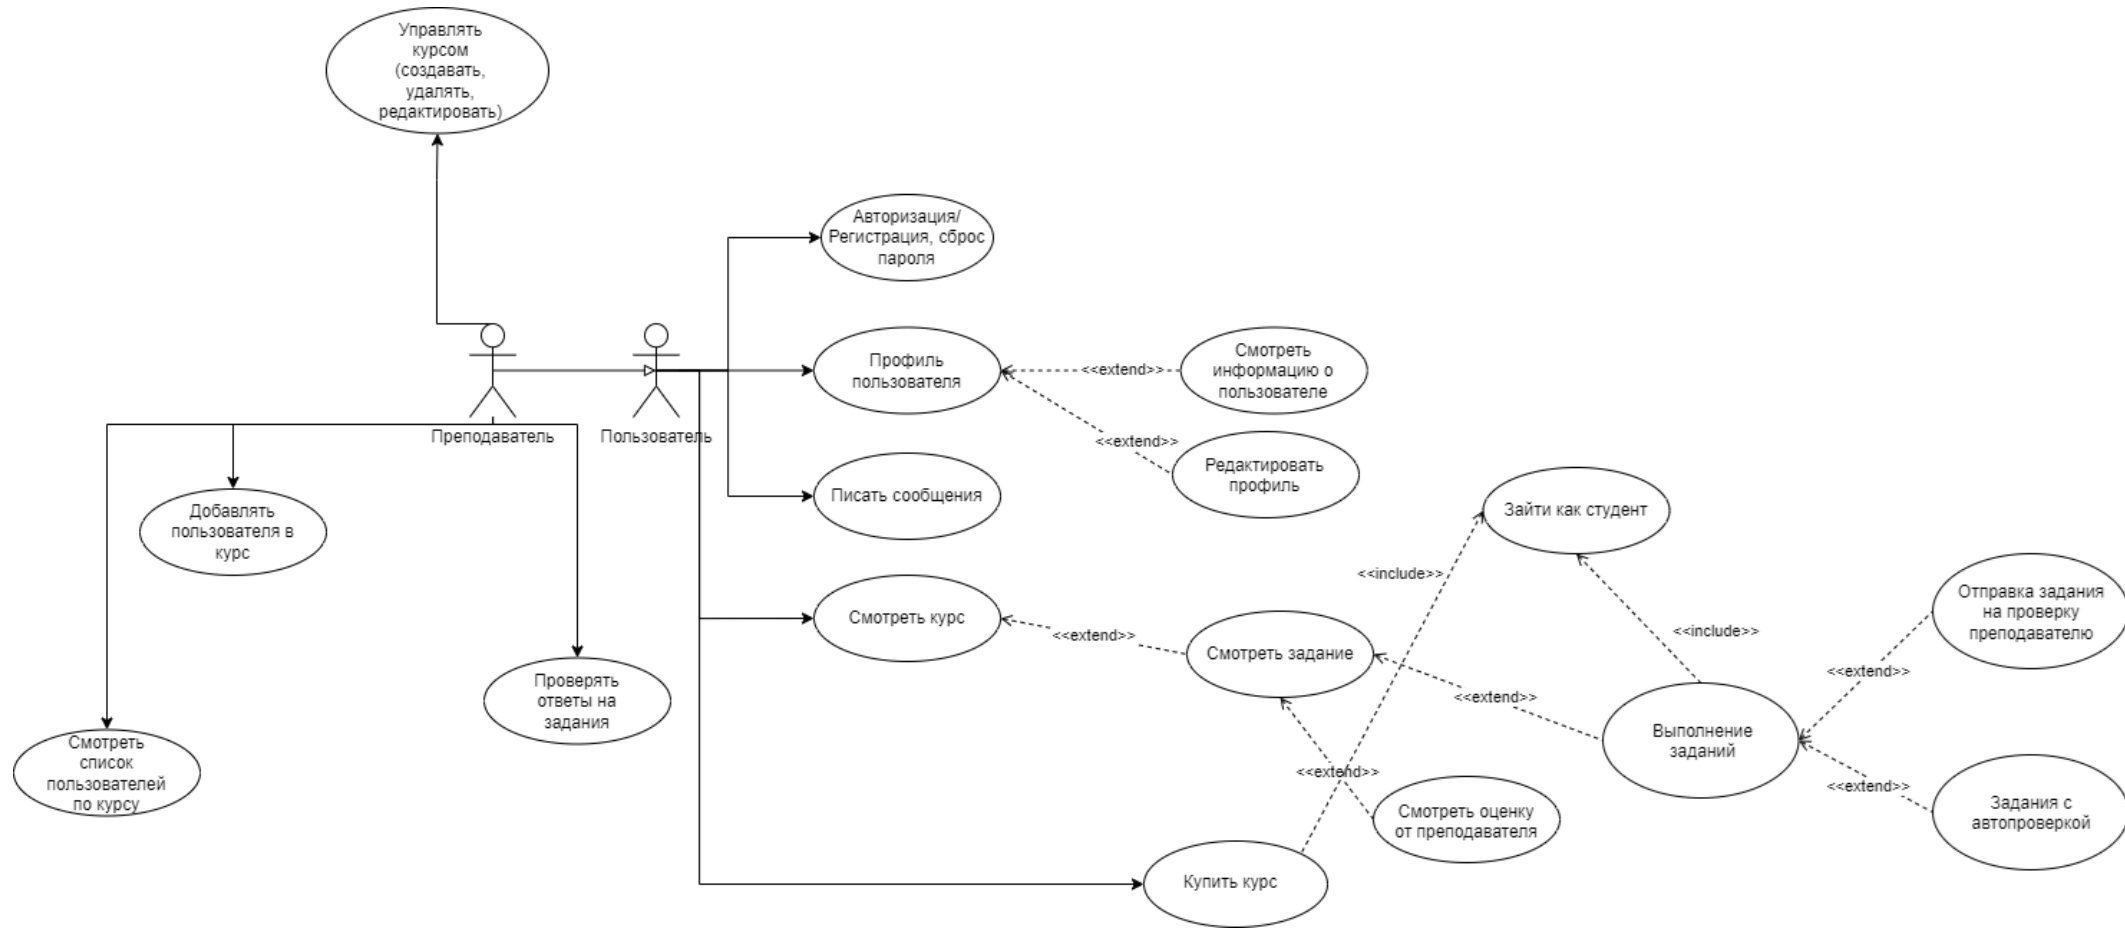 Управлять
курсом
(создавать,
удалять,
редактировать)
Авторизация/
Регистрация, сброс
пароля
Профиль
пользователя
<<extend>>
Смотреть
информацию о
пользователе
Преподаватель
Пользователь
<<extend>>
Редактировать
профиль
Писать сообщения
Добавлять
пользователя в
курс
Зайти как студент
<<include>>
Отправка задания
на проверку
преподавателю
Смотреть курс
<<extend>>
Смотреть задание
<<include>>
<<extend>>
<<extend>>
Проверять
ответы на
задания
Выполнение
заданий
Смотреть
список
пользователей
по курсу
<<extend>>
<<extend>>
Смотреть оценку
от преподавателя
Задания с
автопроверкой
Купить курс